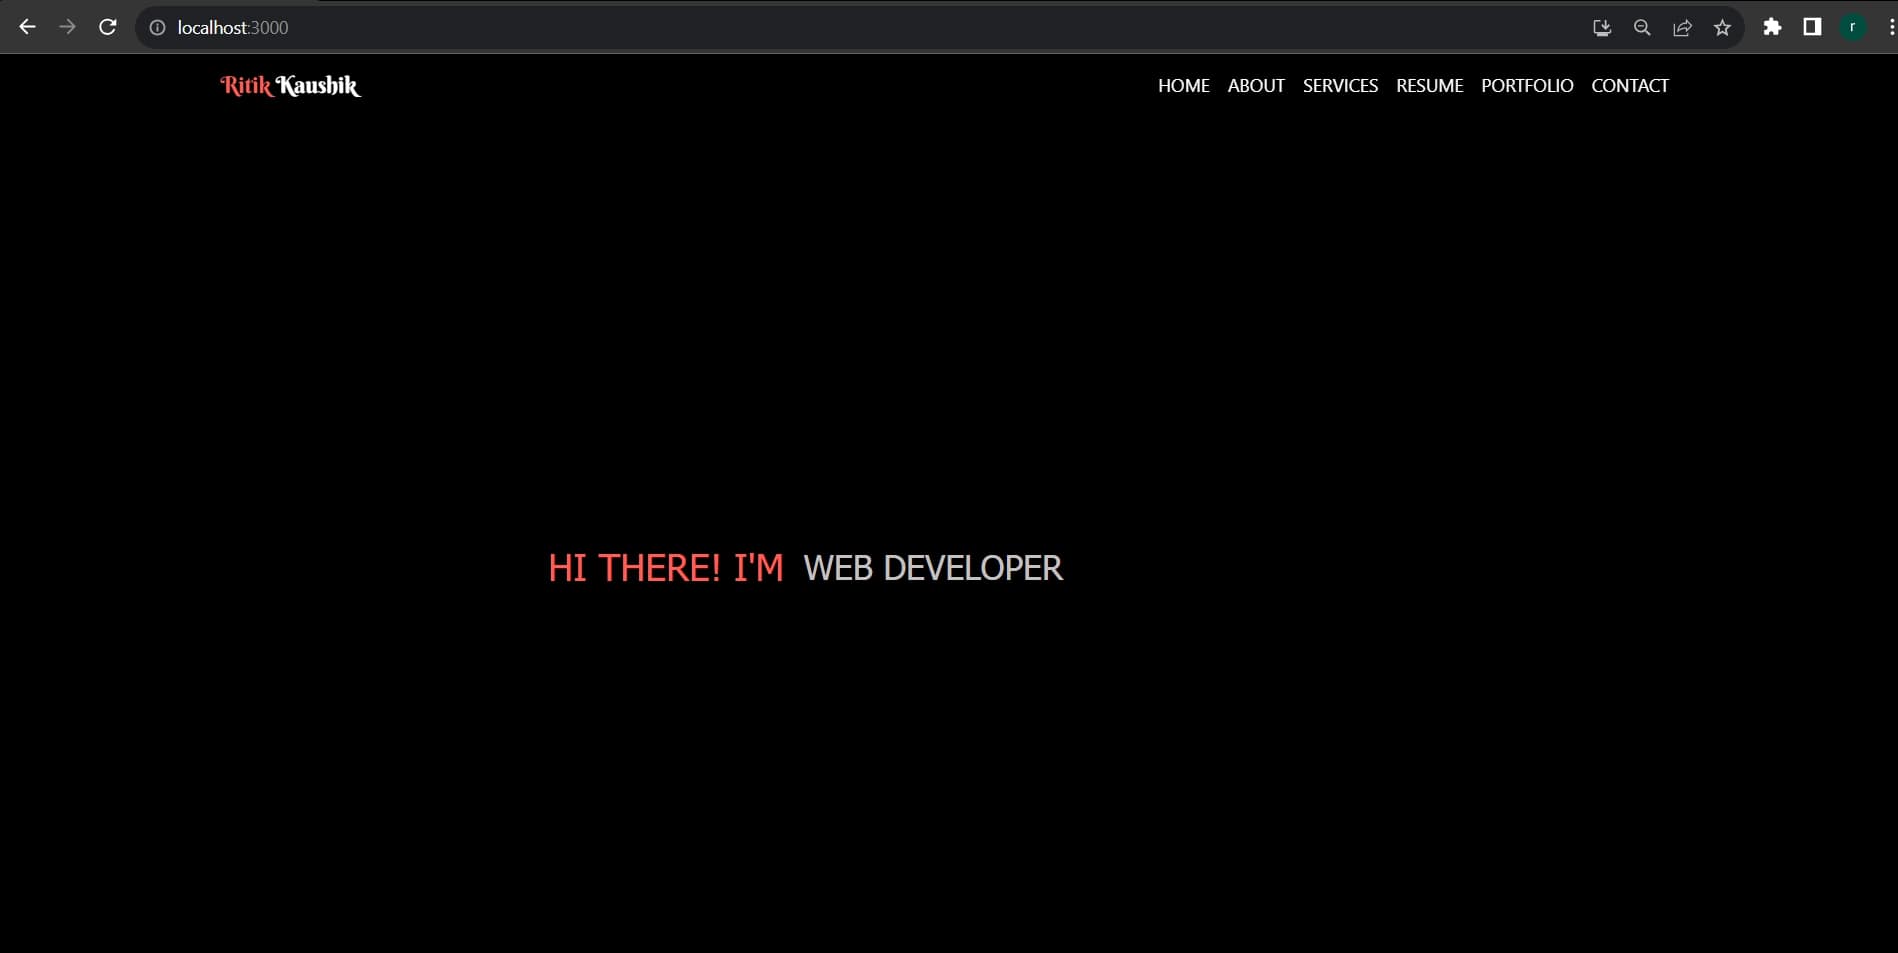 localhost:3000
r
Ritik Kaushik
HOME ABOUT SERVICES RESUME PORTFOLIO CONTACT
HI THERE! I'M WEB DEVELOPER